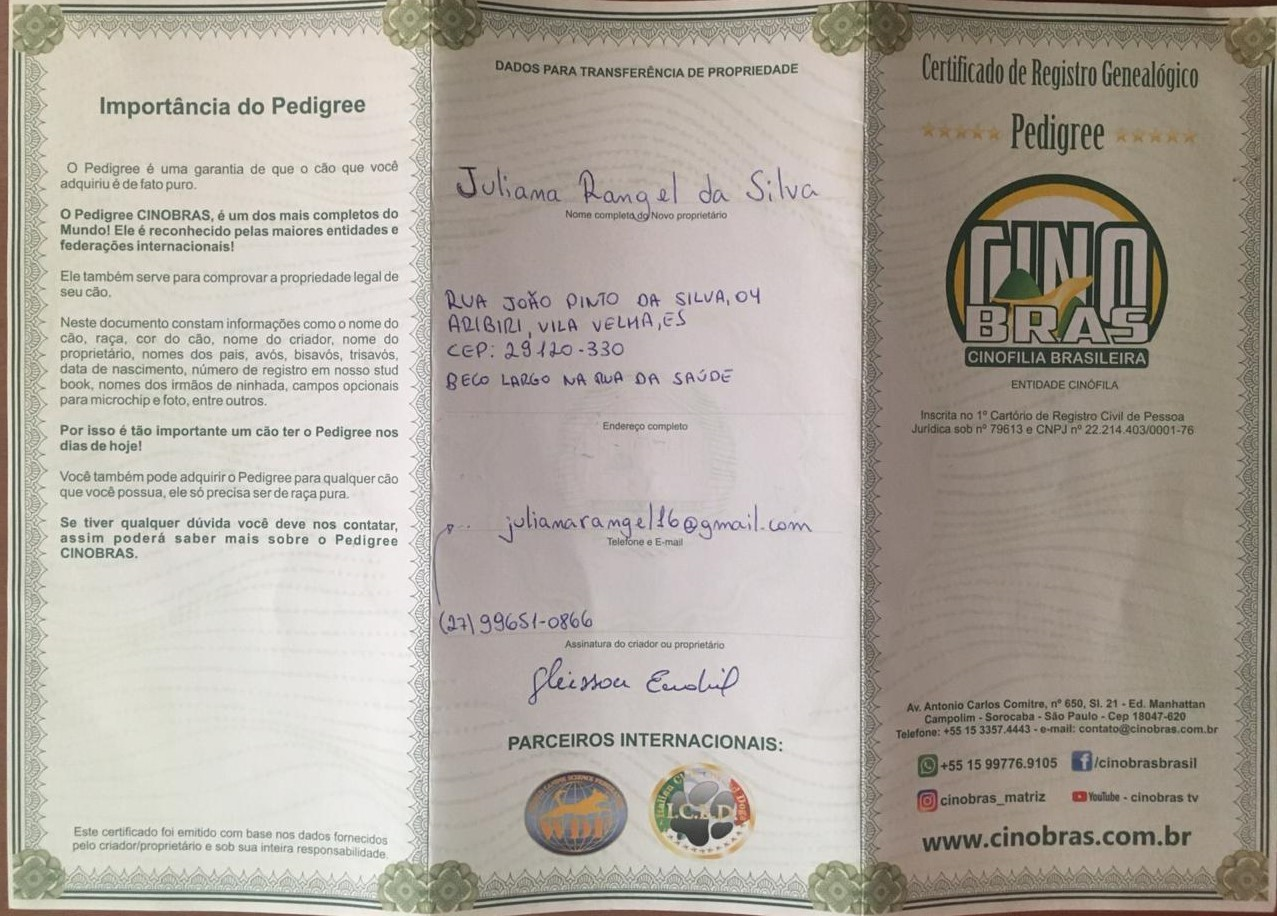 Importância do Pedigree
O Pedigree é uma garantia de que o cão que você
adquiriu é de fato puro.
O Pedigree CINOBRAS, é um dos mais completos do
Mundo! Ele é reconhecido pelas maiores entidades e
federações internacionais!
Ele também serve para comprovar a propriedade legal de
seu cão.
Neste documento constam informações como o nome do
cão, raça, cor do cão, nome do criador, nome do
proprietário, nomes dos pais, avós, bisavós, trisavós,
data de nascimento, número de registro em nosso stud
book, nomes dos irmãos de ninhada, campos opcionais
para microchip e foto, entre outros.
Por isso é tão importante um cão ter o Pedigree nos
dias de hoje!
Você também pode adquirir o Pedigree para qualquer cão
que você possua, ele só precisa ser de raça pura.
Se tiver qualquer dúvida você deve nos contatar,
assim poderá saber mais sobre o Pedigree
CINOBRAS.
Este certificado foi emitido com base nos dados fornecidos
pelo criador/proprietário e sob sua inteira responsabilidade.
DADOS PARA TRANSFERÊNCIA DE PROPRIEDADE
Juliana Rangel da Silva
Nome completo do Novo proprietário
RUA JOÃO PINTO DA SILVA, 04
ARIBIRI, VILA VELHA, ES
CEP: 29120-330
BECO LARGO NA RUA DA SAÚDE
Endereço completo
julianarangel16@gmail.com
Telefone e E-mail
(27) 99651-0866
Assinatura do criador ou proprietário
Gleisson
PARCEIROS INTERNACIONAIS:
WDF
I.C.B.D
Certificado de Registro Genealógico
Pedigree
CINO
BRAS
CINOFILIA BRASILEIRA
ENTIDADE CINÓFILA
Inscrita no 1º Cartório de Registro Civil de Pessoa
Jurídica sob nº 79613 e CNPJ nº 22.214.403/0001-76
Av. Antonio Carlos Comitre, nº 650, Sl. 21 - Ed. Manhattan
Campolim - Sorocaba - São Paulo - Cep 18047-620
Telefone: +55 15 3357.4443 - e-mail: contato@cinobras.com.br
+55 15 99776.9105 /cinobrasbrasil
cinobras_matriz YouTube - cinobras tv
www.cinobras.com.br